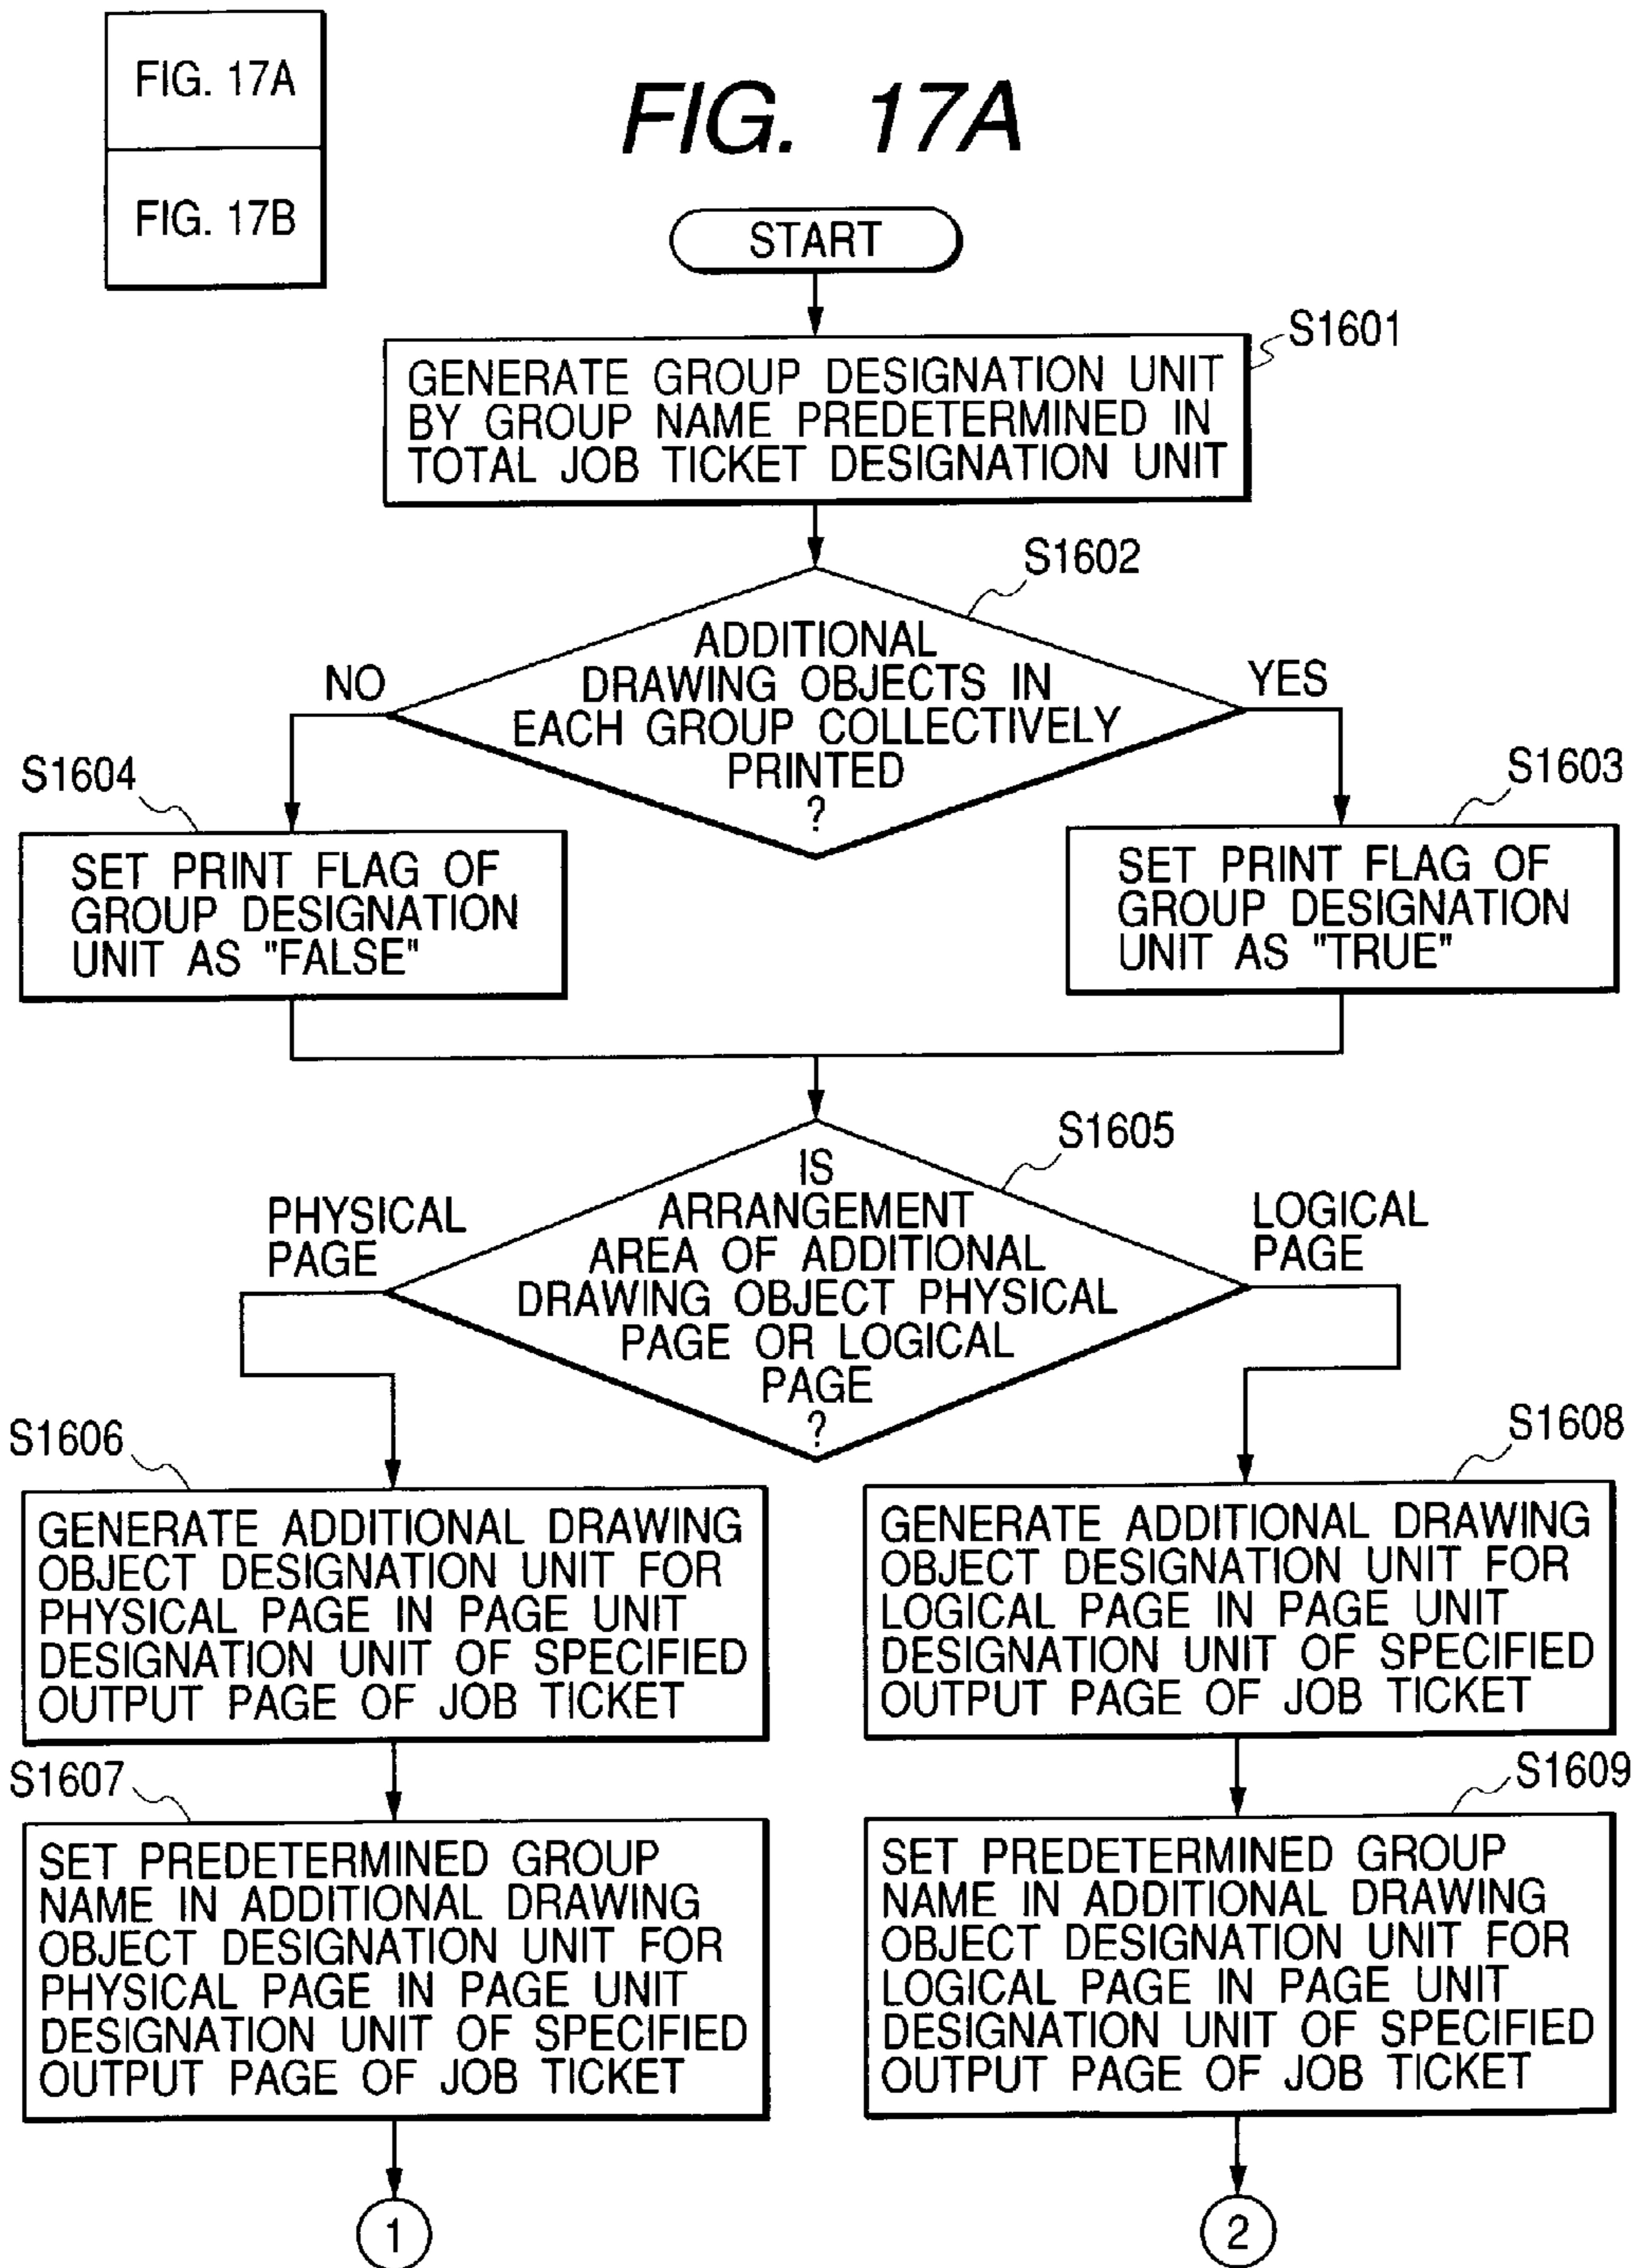 FIG. 17A
FIG. 17B
FIG. 17A
START
S1601
GENERATE GROUP DESIGNATION UNIT
BY GROUP NAME PREDETERMINED IN
TOTAL JOB TICKET DESIGNATION UNIT
S1602
ADDITIONAL
DRAWING OBJECTS IN
EACH GROUP COLLECTIVELY
PRINTED
?
NO
YES
S1604
SET PRINT FLAG OF
GROUP DESIGNATION
UNIT AS "FALSE"
S1603
SET PRINT FLAG OF
GROUP DESIGNATION
UNIT AS "TRUE"
S1605
IS
ARRANGEMENT
AREA OF ADDITIONAL
DRAWING OBJECT PHYSICAL
PAGE OR LOGICAL
PAGE
?
PHYSICAL
PAGE
LOGICAL
PAGE
S1606
GENERATE ADDITIONAL DRAWING
OBJECT DESIGNATION UNIT FOR
PHYSICAL PAGE IN PAGE UNIT
DESIGNATION UNIT OF SPECIFIED
OUTPUT PAGE OF JOB TICKET
S1608
GENERATE ADDITIONAL DRAWING
OBJECT DESIGNATION UNIT FOR
LOGICAL PAGE IN PAGE UNIT
DESIGNATION UNIT OF SPECIFIED
OUTPUT PAGE OF JOB TICKET
S1607
SET PREDETERMINED GROUP
NAME IN ADDITIONAL DRAWING
OBJECT DESIGNATION UNIT FOR
PHYSICAL PAGE IN PAGE UNIT
DESIGNATION UNIT OF SPECIFIED
OUTPUT PAGE OF JOB TICKET
S1609
SET PREDETERMINED GROUP
NAME IN ADDITIONAL DRAWING
OBJECT DESIGNATION UNIT FOR
LOGICAL PAGE IN PAGE UNIT
DESIGNATION UNIT OF SPECIFIED
OUTPUT PAGE OF JOB TICKET
1
2